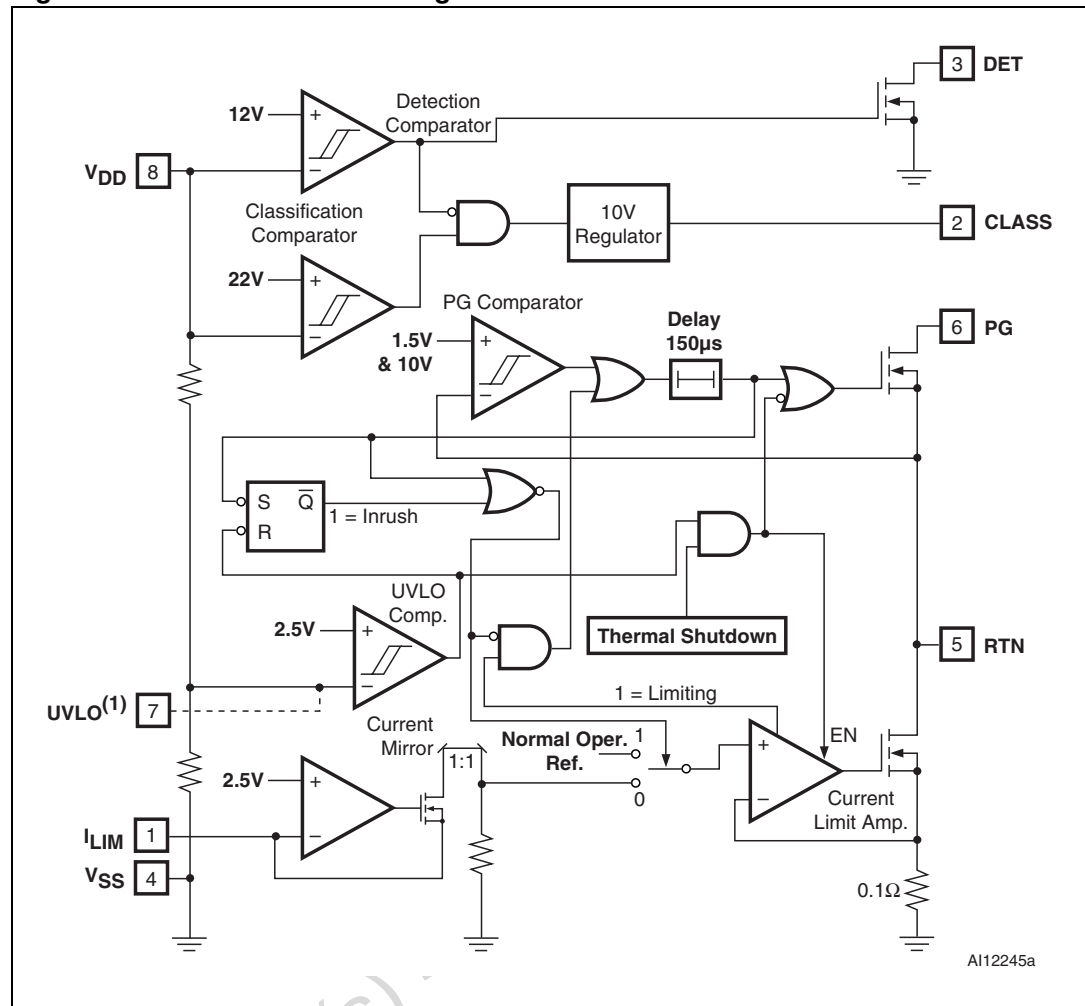 3 DET
12V
+
Detection
Comparator
−
VDD 8
Classification
Comparator
10V
Regulator
2 CLASS
22V
+
−
PG Comparator
1.5V
& 10V
+
−
Delay
150μs
6 PG
S Q̅
R
1 = Inrush
UVLO
Comp.
2.5V
+
−
Thermal Shutdown
5 RTN
UVLO(1) 7
1 = Limiting
Current
Mirror
1:1
Normal Oper.
Ref.
1
0
+
−
EN
Current
Limit Amp.
2.5V
+
−
ILIM 1
VSS 4
0.1Ω
AI12245a